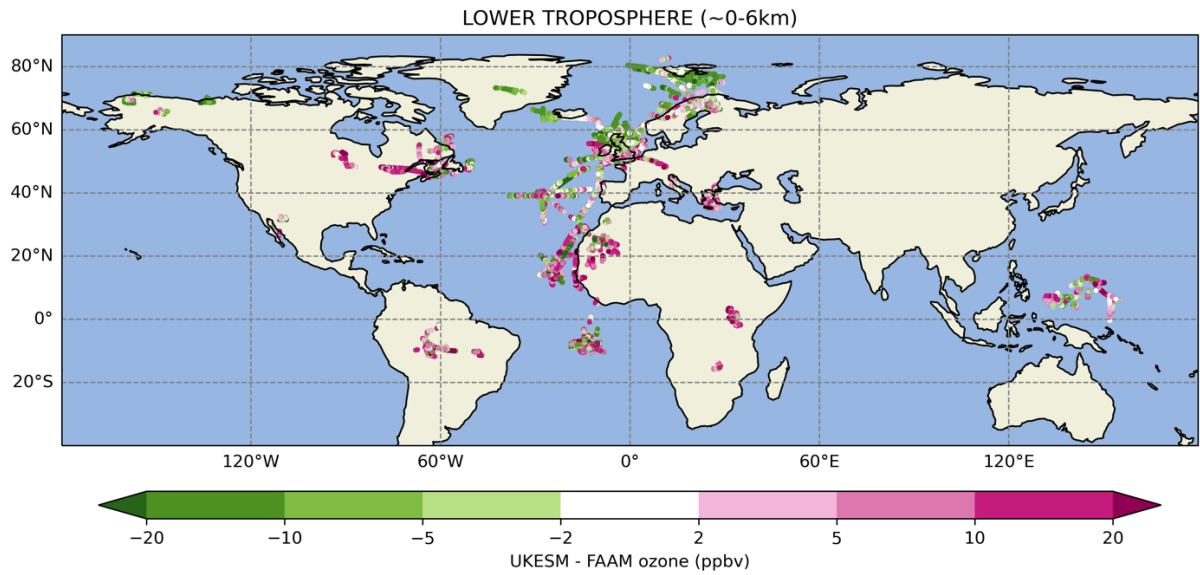 LOWER TROPOSPHERE (~0-6km)
80°N
60°N
40°N
20°N
0°
20°S
120°W 60°W 0° 60°E 120°E
−20 −10 −5 −2 2 5 10 20
UKESM - FAAM ozone (ppbv)